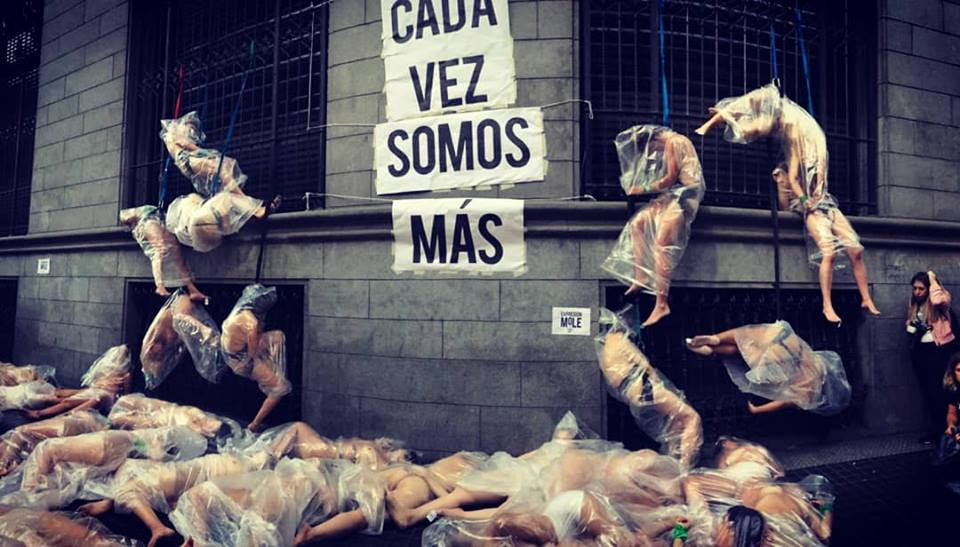 CADA
VEZ
SOMOS
MÁS
EXPRESIÓN
MOLE